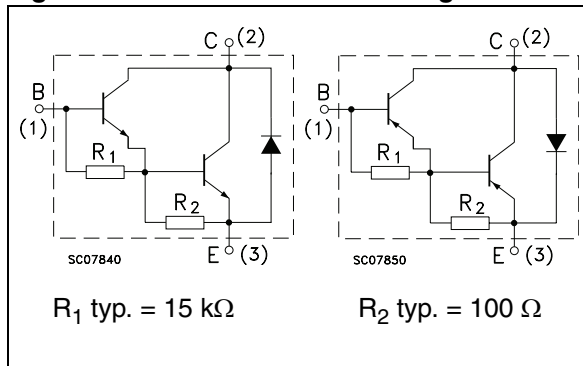 C (2)
B
(1)
R1
R2
E (3)
SC07840
C (2)
B
(1)
R1
R2
E (3)
SC07850
R1 typ. = 15 kΩ
R2 typ. = 100 Ω